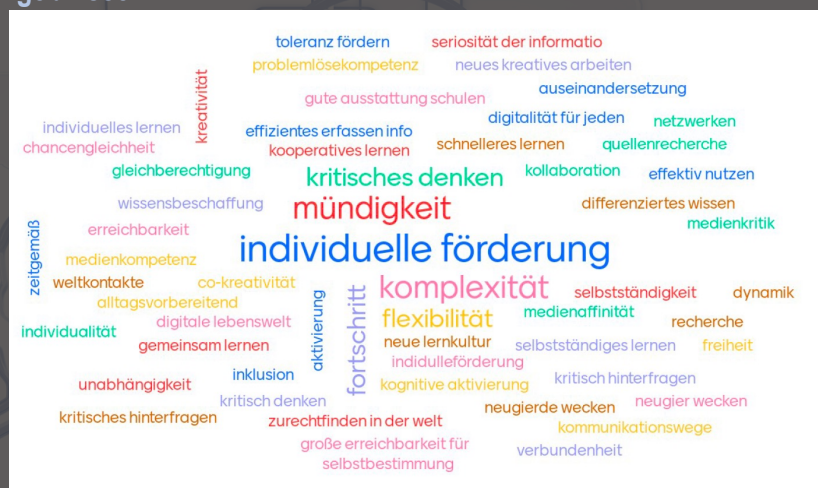 toleranz fördern seriosität der informatio
problemlösekompetenz neues kreatives arbeiten
kreativität
gute ausstattung schulen auseinandersetzung
individuelles lernen effizientes erfassen info digitalität für jeden netzwerken
chancengleichheit kooperatives lernen schnelleres lernen quellenrecherche
gleichberechtigung kritisches denken kollaboration effektiv nutzen
wissensbeschaffung mündigkeit differenziertes wissen
erreichbarkeit medienkritik
zeitgemäß
medienkompetenz individuelle förderung
weltkontakte co-kreativität komplexität selbstständigkeit dynamik
alltagsvorbereitend
aktivierung
fortschritt
individualität digitale lebenswelt flexibilität medienaffinität recherche
gemeinsam lernen neue lernkultur selbstständiges lernen freiheit
indidulleförderung
unabhängigkeit inklusion kognitive aktivierung kritisch hinterfragen
kritisch denken neugierde wecken neugier wecken
kritisches hinterfragen zurechtfinden in der welt kommunikationswege
große erreichbarkeit für verbundenheit
selbstbestimmung